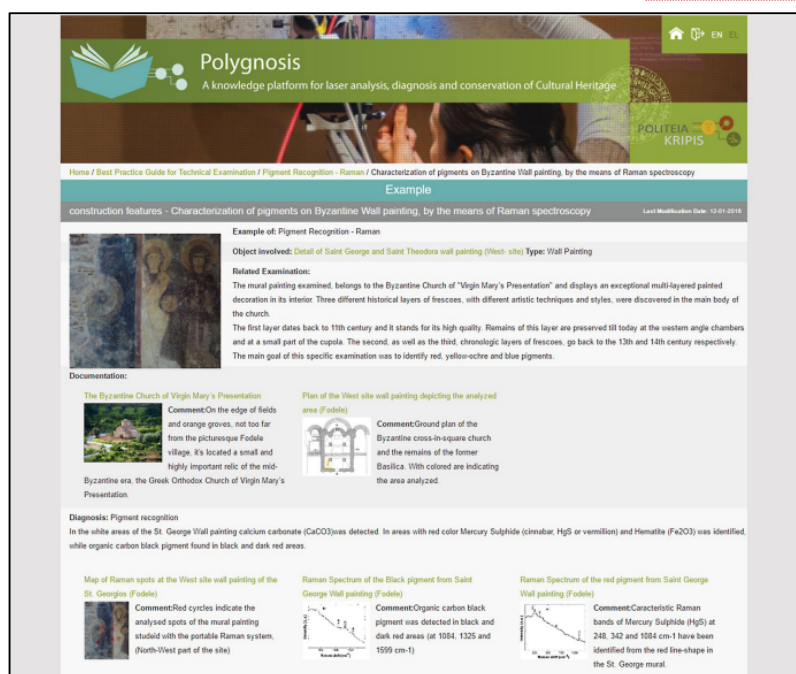 EN EL
Polygnosis
A knowledge platform for laser analysis, diagnosis and conservation of Cultural Heritage
POLITEIA
KRIPIS
Home / Best Practice Guide for Technical Examination / Pigment Recognition - Raman / Characterization of pigments on Byzantine Wall painting, by the means of Raman spectroscopy
Example
construction features - Characterization of pigments on Byzantine Wall painting, by the means of Raman spectroscopy
Last Modification Date: 12-01-2016
Example of: Pigment Recognition - Raman
Object involved: Detail of Saint George and Saint Theodora wall painting (West- site) Type: Wall Painting
Related Examination:
The mural painting examined, belongs to the Byzantine Church of "Virgin Mary's Presentation" and displays an exceptional multi-layered painted
decoration in its interior. Three different historical layers of frescoes, with different artistic techniques and styles, were discovered in the main body of
the church.
The first layer dates back to 11th century and it stands for its high quality. Remains of this layer are preserved till today at the western angle chambers
and at a small part of the cupola. The second, as well as the third, chronologic layers of frescoes, go back to the 13th and 14th century respectively.
The main goal of this specific examination was to identify red, yellow-ochre and blue pigments.
Documentation:
The Byzantine Church of Virgin Mary's Presentation
Comment:On the edge of fields
and orange groves, not too far
from the picturesque Fodele
village, it's located a small and
highly important relic of the mid-
Byzantine era, the Greek Orthodox Church of Virgin Mary's
Presentation.
Plan of the West site wall painting depicting the analyzed
area (Fodele)
Comment:Ground plan of the
Byzantine cross-in-square church
and the remains of the former
Basilica. With colored are indicating
the area analyzed.
Diagnosis: Pigment recognition
In the white areas of the St. George Wall painting calcium carbonate (CaCO3)was detected. In areas with red color Mercury Sulphide (cinnabar, HgS or vermillion) and Hematite (Fe2O3) was identified,
while organic carbon black pigment found in black and dark red areas.
Map of Raman spots at the West site wall painting of the
St. Georgios (Fodele)
Comment:Red cyrcles indicate the
analysed spots of the mural painting
studeid with the portable Raman system,
(North-West part of the site)
Raman Spectrum of the Black pigment from Saint
George Wall painting (Fodele)
Comment:Organic carbon black
pigment was detected in black and
dark red areas (at 1084, 1325 and
1599 cm-1)
Raman Spectrum of the red pigment from Saint George
Wall painting (Fodele)
Comment:Caracteristic Raman
bands of Mercury Sulphide (HgS) at
248, 342 and 1084 cm-1 have been
identified from the red line-shape in
the St. George mural.